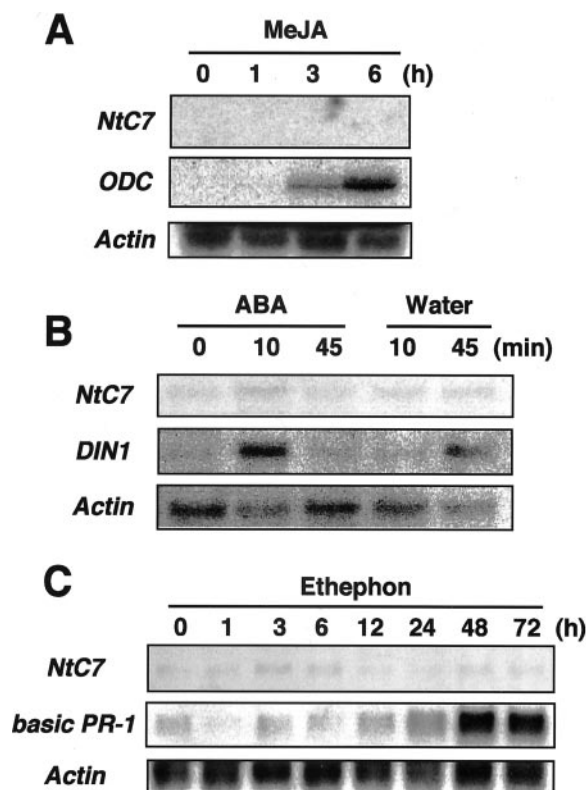 A
MeJA
0 1 3 6 (h)
NtC7
ODC
Actin
B
ABA Water
0 10 45 10 45 (min)
NtC7
DIN1
Actin
C
Ethephon
0 1 3 6 12 24 48 72 (h)
NtC7
basic PR-1
Actin